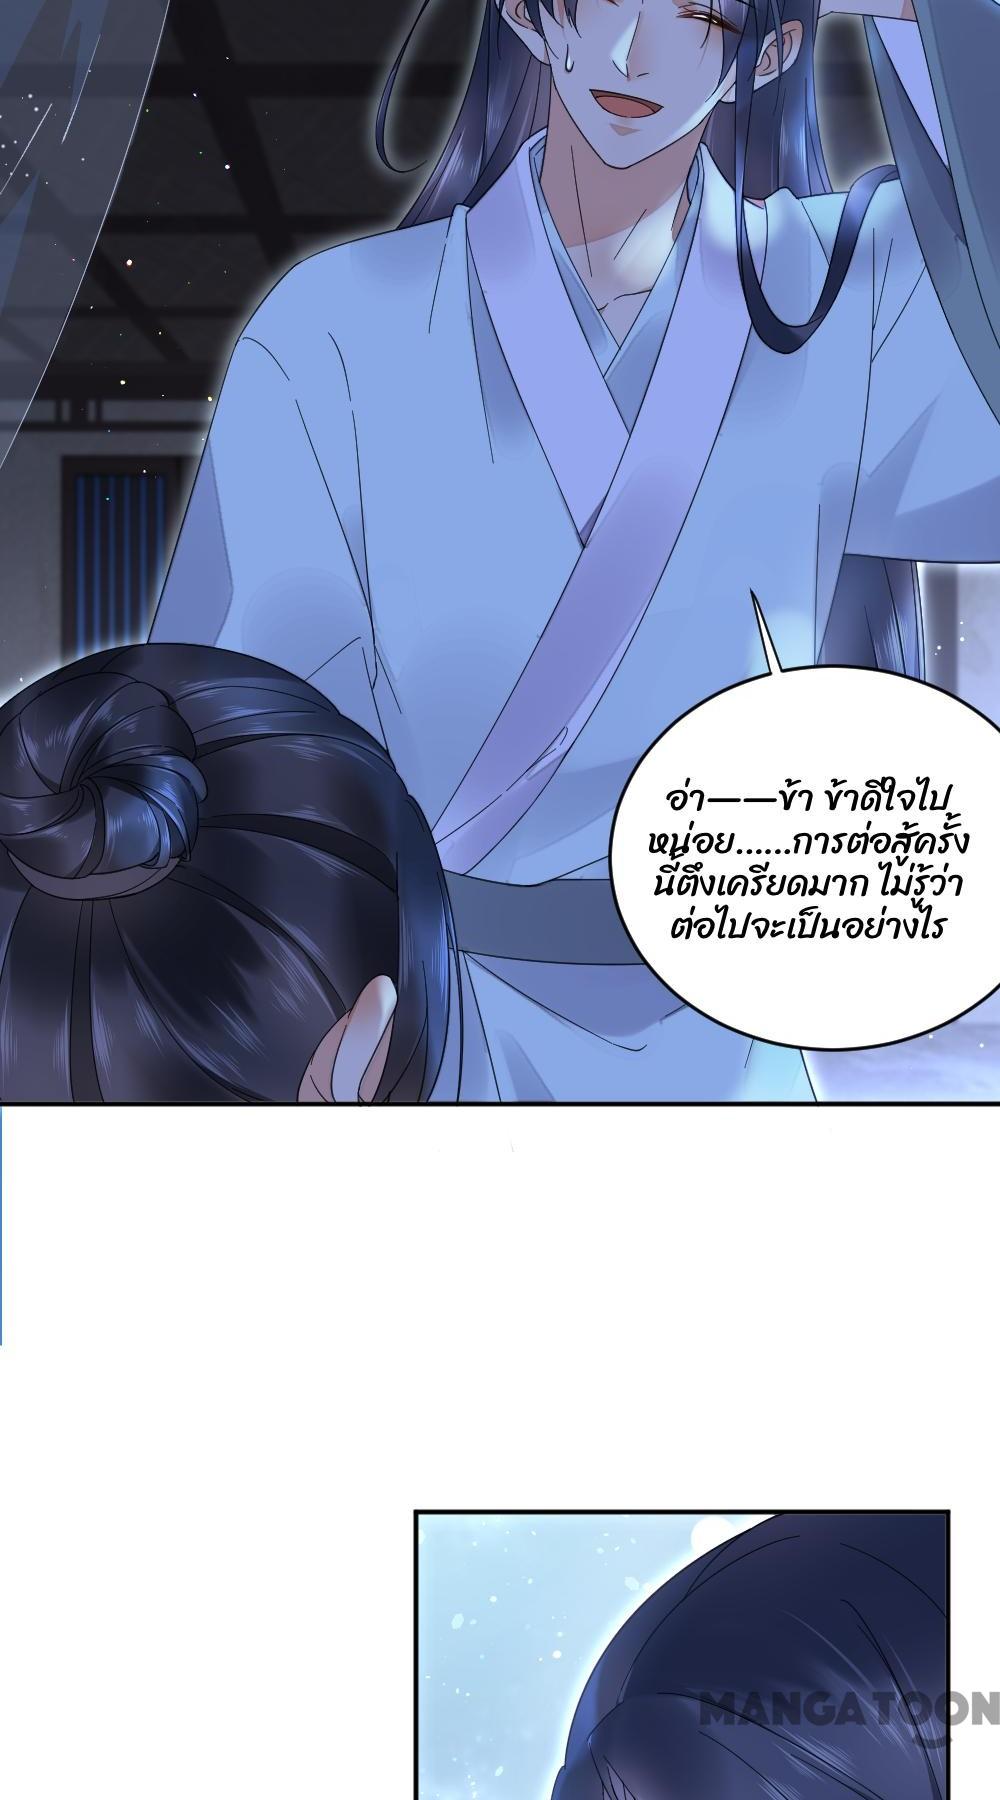 อ่า——ข้า ข้าดีใจไป
หน่อย......การต่อสู้ครั้ง
นี้ตึงเครียดมาก ไม่รู้ว่า
ต่อไปจะเป็นอย่างไร
MANGATOON